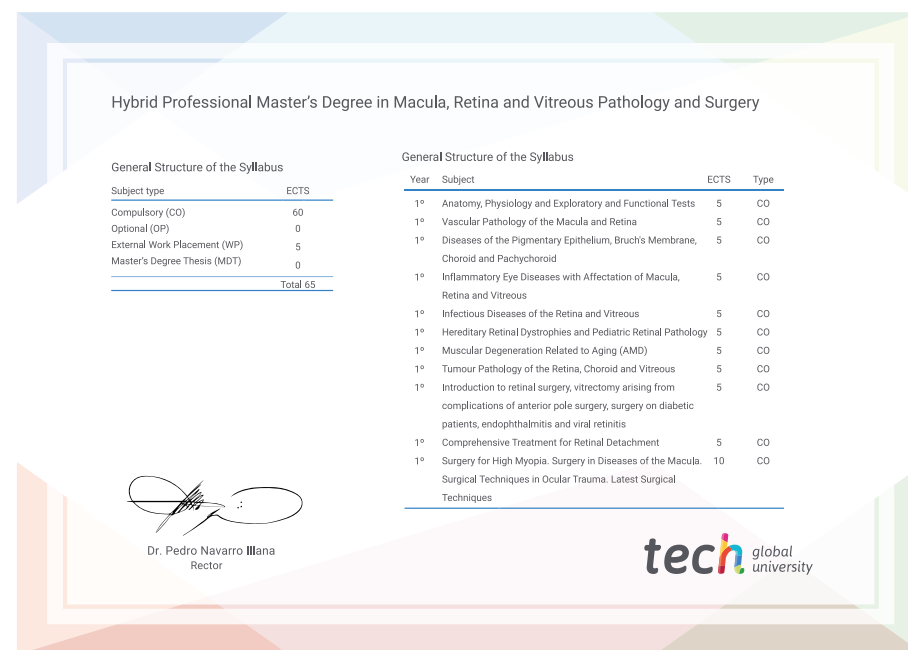 Hybrid Professional Master's Degree in Macula, Retina and Vitreous Pathology and Surgery
General Structure of the Syllabus
Subject type ECTS
Compulsory (CO) 60
Optional (OP) 0
External Work Placement (WP) 5
Master's Degree Thesis (MDT) 0
Total 65
General Structure of the Syllabus
Year Subject ECTS Type
1º Anatomy, Physiology and Exploratory and Functional Tests 5 CO
1º Vascular Pathology of the Macula and Retina 5 CO
1º Diseases of the Pigmentary Epithelium, Bruch's Membrane, 5 CO
Choroid and Pachychoroid
1º Inflammatory Eye Diseases with Affectation of Macula, 5 CO
Retina and Vitreous
1º Infectious Diseases of the Retina and Vitreous 5 CO
1º Hereditary Retinal Dystrophies and Pediatric Retinal Pathology 5 CO
1º Muscular Degeneration Related to Aging (AMD) 5 CO
1º Tumour Pathology of the Retina, Choroid and Vitreous 5 CO
1º Introduction to retinal surgery, vitrectomy arising from 5 CO
complications of anterior pole surgery, surgery on diabetic
patients, endophthalmitis and viral retinitis
1º Comprehensive Treatment for Retinal Detachment 5 CO
1º Surgery for High Myopia. Surgery in Diseases of the Macula. 10 CO
Surgical Techniques in Ocular Trauma. Latest Surgical
Techniques
Dr. Pedro Navarro Illana
Rector
tech global
university